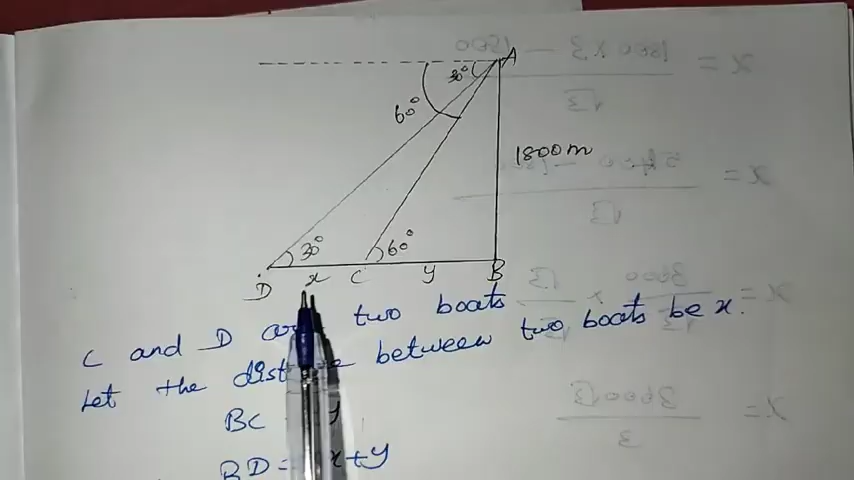 A
30°
60°
1800m
30°
60°
D x C y B
C and D are two boats
Let the distance between two boats be x.
BC y
BD = x+y